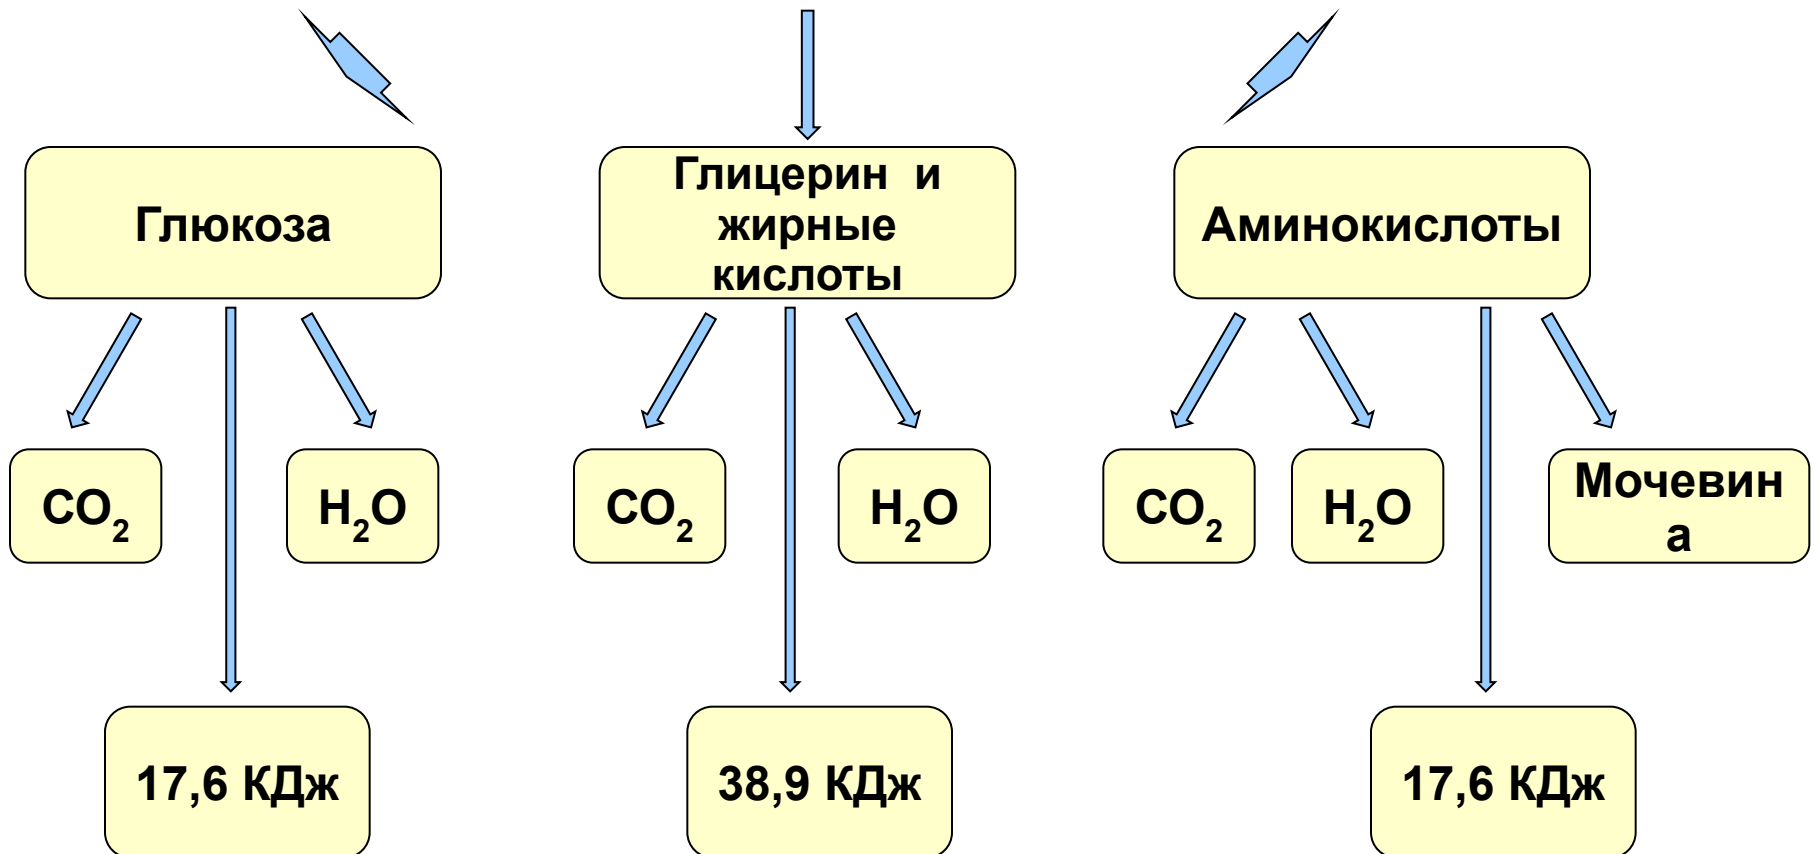 Глюкоза
Глицерин и
жирные
кислоты
Аминокислоты
CO2
H2O
CO2
H2O
CO2
H2O
Мочевин
а
17,6 КДж
38,9 КДж
17,6 КДж